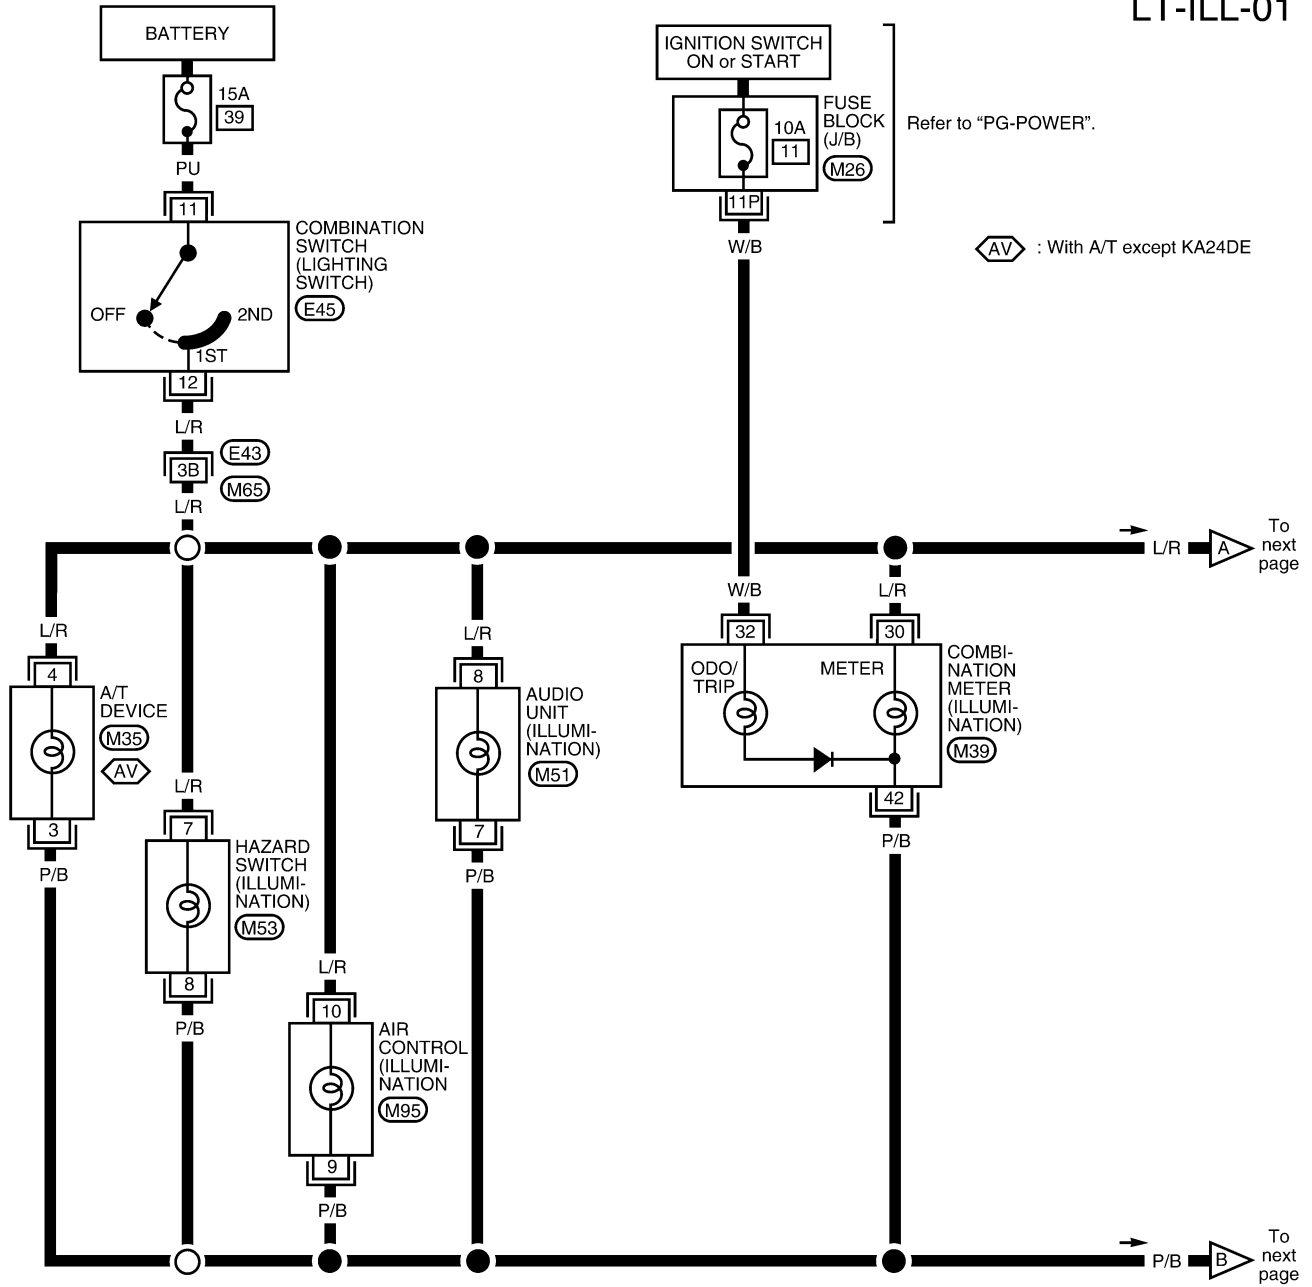 LT-ILL-01
BATTERY
15A
39
PU
11
COMBINATION
SWITCH
(LIGHTING
SWITCH)
E45
OFF
2ND
1ST
12
L/R
E43
3B
M65
L/R
IGNITION SWITCH
ON or START
FUSE
BLOCK
(J/B)
M26
10A
11
11P
W/B
Refer to “PG-POWER”.
AV : With A/T except KA24DE
L/R
A
To
next
page
L/R
4
A/T
DEVICE
M35
AV
3
P/B
L/R
7
HAZARD
SWITCH
(ILLUMI-
NATION)
M53
8
P/B
L/R
10
AIR
CONTROL
(ILLUMI-
NATION
M95
9
P/B
L/R
8
AUDIO
UNIT
(ILLUMI-
NATION)
M51
7
P/B
W/B
32
L/R
30
ODO/
TRIP
METER
COMBI-
NATION
METER
(ILLUMI-
NATION)
M39
42
P/B
P/B
B
To
next
page